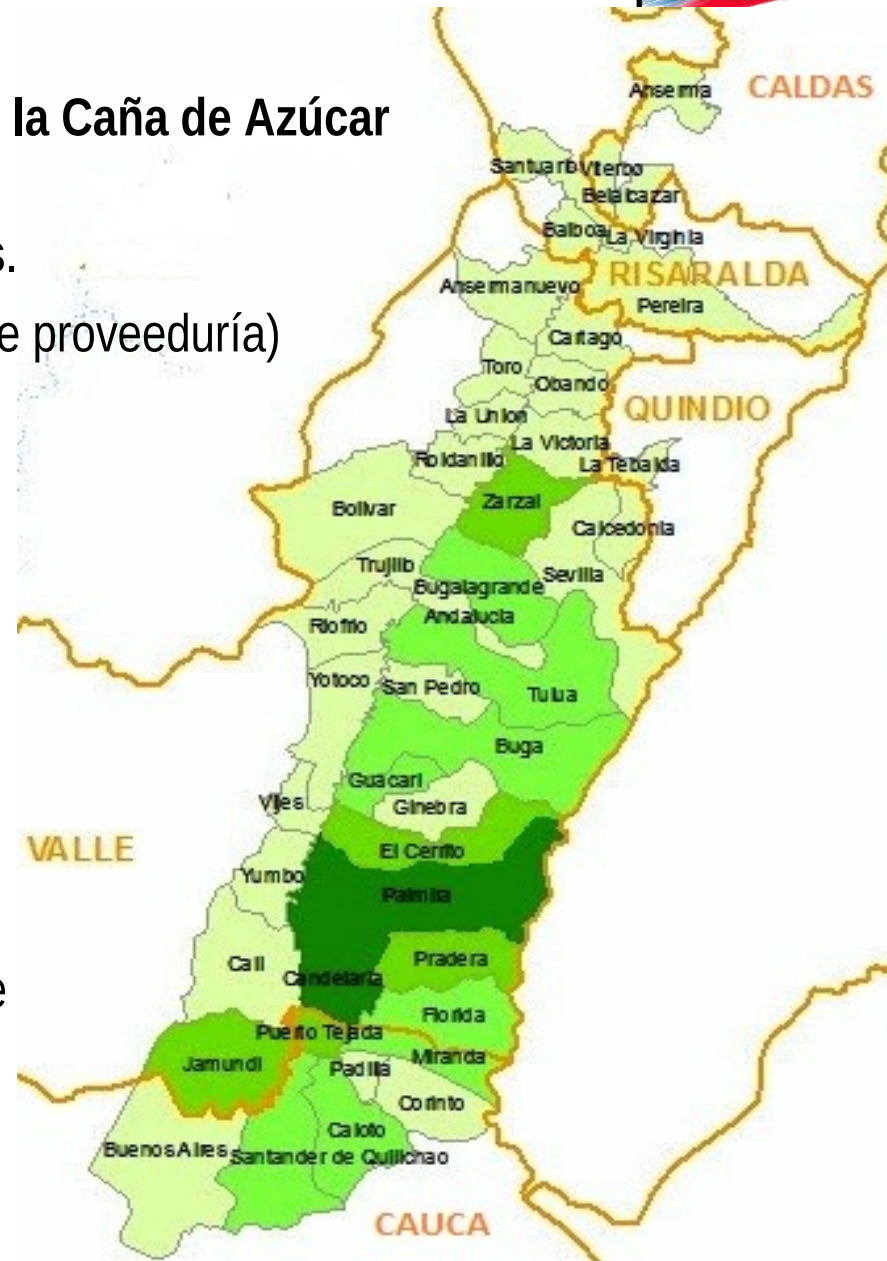 la Caña de Azúcar
s.
e proveeduría)
e
CALDAS
Anserma
Santuario
Viterbo
Belalcazar
Balboa
La Virginia
RISARALDA
Ansermanuevo
Pereira
Cartago
Toro
Obando
QUINDIO
La Union
La Victoria
Roldanillo
La Tebaida
Zarzal
Bolivar
Caicedonia
Trujillo
Sevilla
Bugalagrande
Andalucia
Riofrio
Yotoco
San Pedro
Tulua
Buga
Guacari
Vijes
Ginebra
VALLE
El Cerrito
Yumbo
Palmira
Cali
Pradera
Candelaria
Florida
Puerto Tejada
Jamundi
Padilla
Miranda
Corinto
Caloto
Buenos Aires
Santander de Quilichao
CAUCA